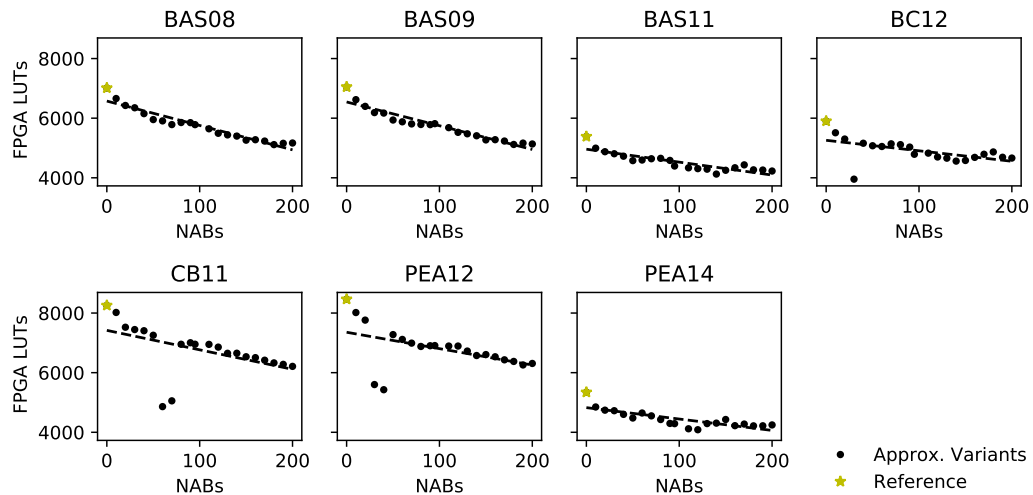 BAS08 BAS09 BAS11 BC12
8000
6000
4000
FPGA LUTs
0 100 200 0 100 200 0 100 200 0 100 200
NABs NABs NABs NABs
CB11 PEA12 PEA14
8000
6000
4000
FPGA LUTs
0 100 200 0 100 200 0 100 200
NABs NABs NABs
Approx. Variants
Reference